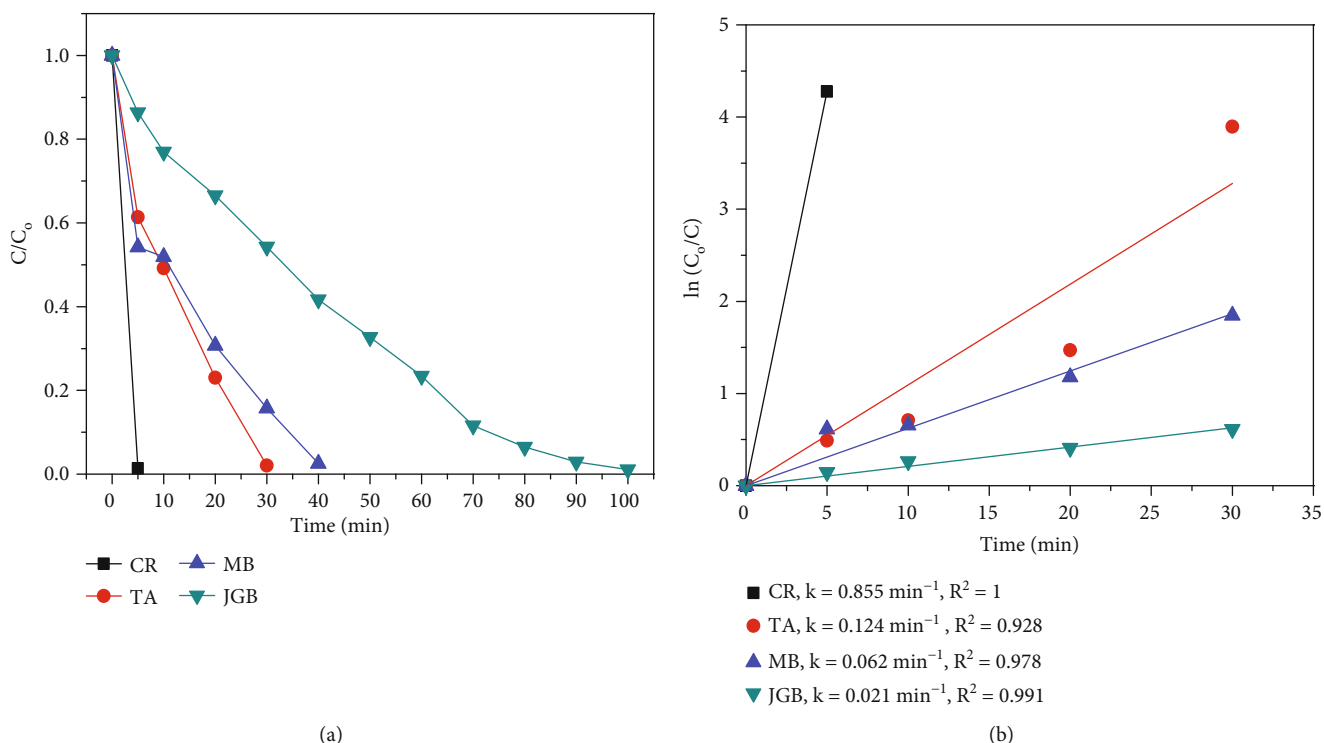 1.0
0.8
0.6
0.4
0.2
0.0
C/Cₒ
0 10 20 30 40 50 60 70 80 90 100
Time (min)
CR MB
TA JGB
(a)
5
4
3
2
1
0
ln (Cₒ/C)
0 5 10 15 20 25 30 35
Time (min)
CR, k = 0.855 min⁻¹, R² = 1
TA, k = 0.124 min⁻¹ , R² = 0.928
MB, k = 0.062 min⁻¹, R² = 0.978
JGB, k = 0.021 min⁻¹, R² = 0.991
(b)